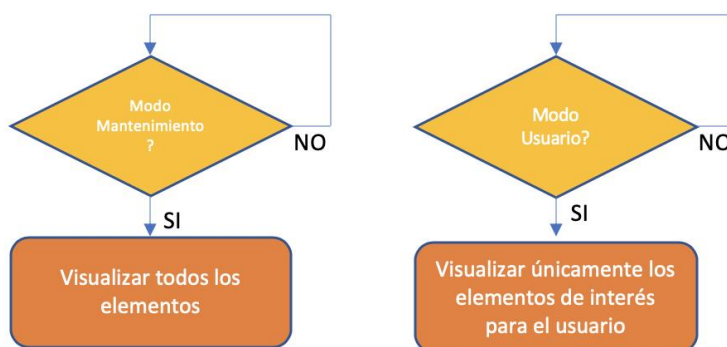 Modo
Mantenimiento
?
NO
SI
Visualizar todos los
elementos
Modo
Usuario?
NO
SI
Visualizar únicamente los
elementos de interés
para el usuario